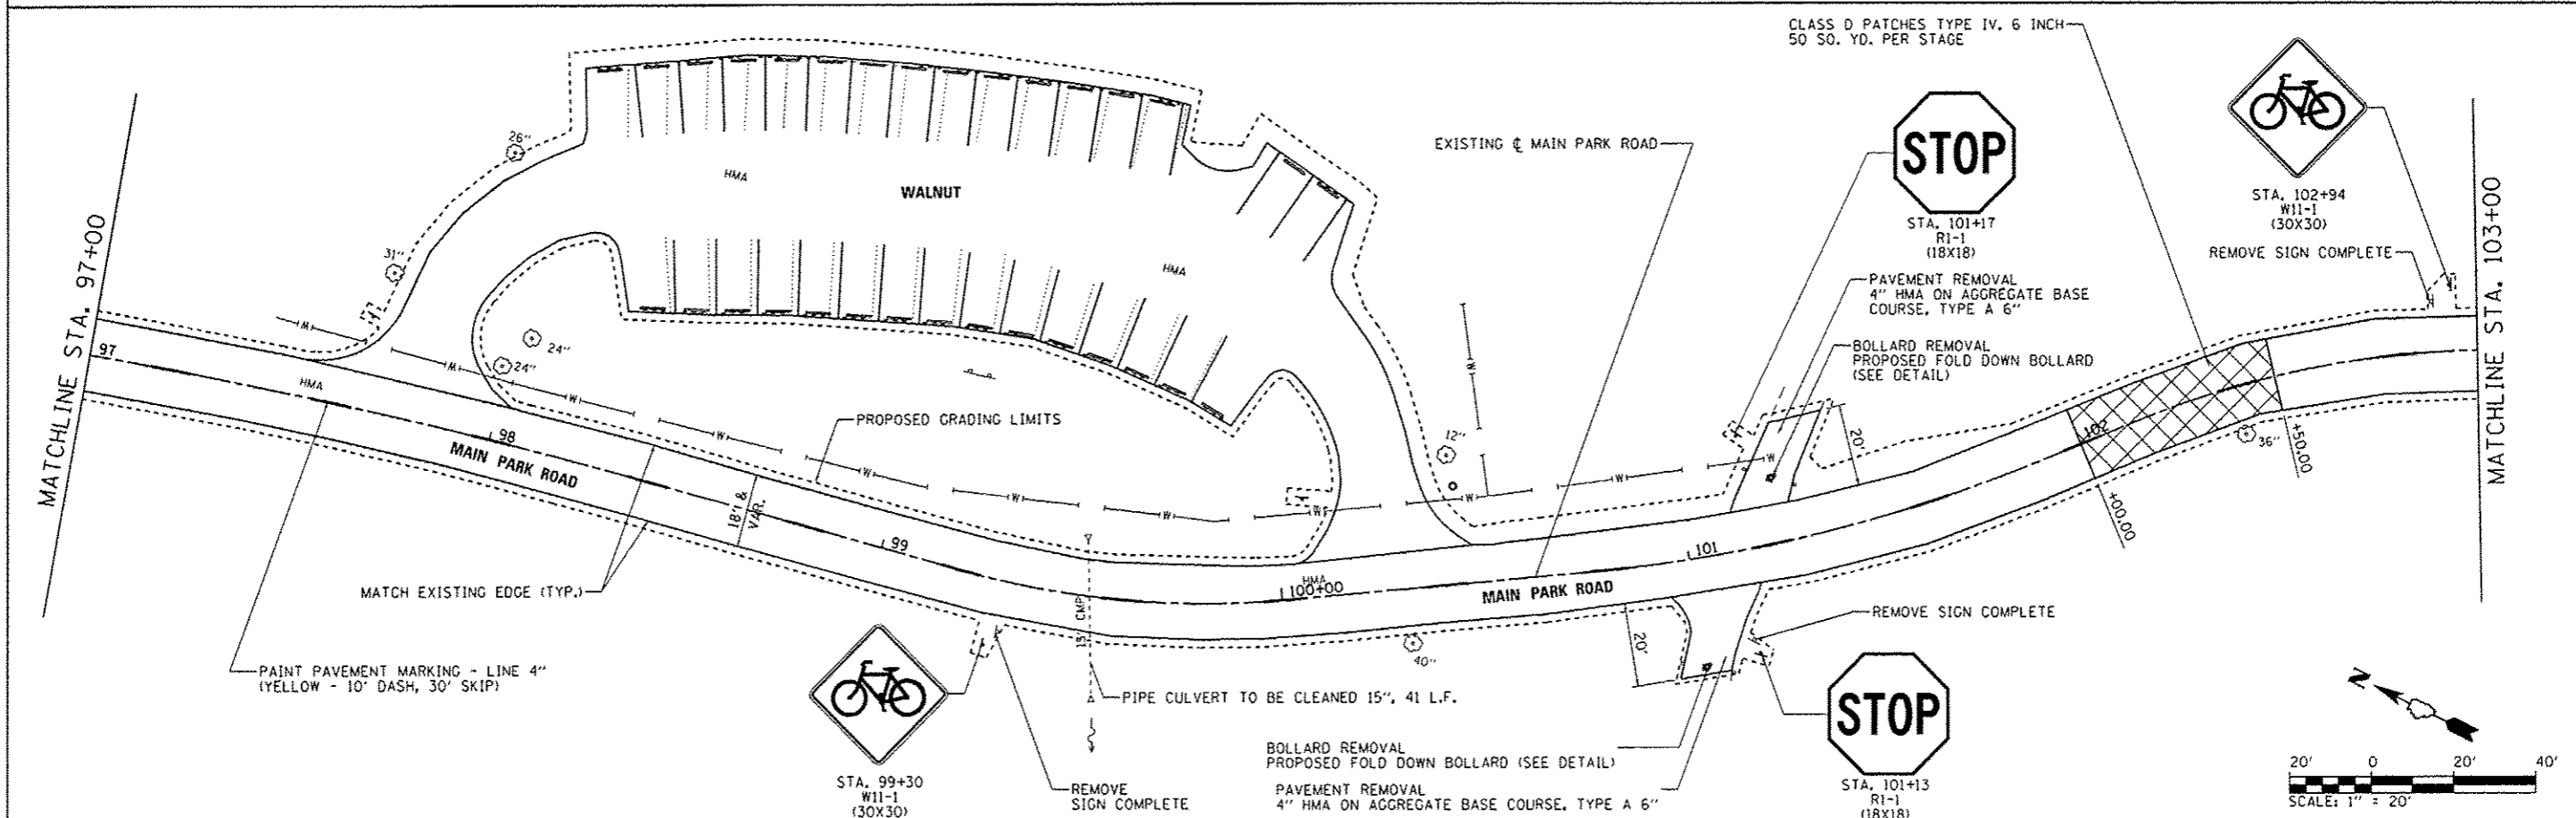 CLASS D PATCHES TYPE IV, 6 INCH
50 SQ. YD. PER STAGE
EXISTING ℄ MAIN PARK ROAD
STOP
STA. 101+17
R1-1
(18X18)
STA. 102+94
W11-1
(30X30)
REMOVE SIGN COMPLETE
PAVEMENT REMOVAL
4" HMA ON AGGREGATE BASE
COURSE, TYPE A 6"
BOLLARD REMOVAL
PROPOSED FOLD DOWN BOLLARD
(SEE DETAIL)
MATCHLINE STA. 97+00
MATCHLINE STA. 103+00
26"
31"
HMA
WALNUT
HMA
24"
24"
12"
36"
40"
W
W
W
W
W
W
W
W
W
W
W
W
W
97
HMA
98
MAIN PARK ROAD
PROPOSED GRADING LIMITS
18'± &
VAR.
99
HMA
100+00
MAIN PARK ROAD
101
102
20'
+00.00
+50.00
20'
MATCH EXISTING EDGE (TYP.)
PAINT PAVEMENT MARKING - LINE 4"
(YELLOW - 10' DASH, 30' SKIP)
15" CMP
PIPE CULVERT TO BE CLEANED 15", 41 L.F.
STA. 99+30
W11-1
(30X30)
REMOVE
SIGN COMPLETE
BOLLARD REMOVAL
PROPOSED FOLD DOWN BOLLARD (SEE DETAIL)
PAVEMENT REMOVAL
4" HMA ON AGGREGATE BASE COURSE, TYPE A 6"
REMOVE SIGN COMPLETE
STOP
STA. 101+13
R1-1
(18X18)
N
20' 0 20' 40'
SCALE: 1" = 20'